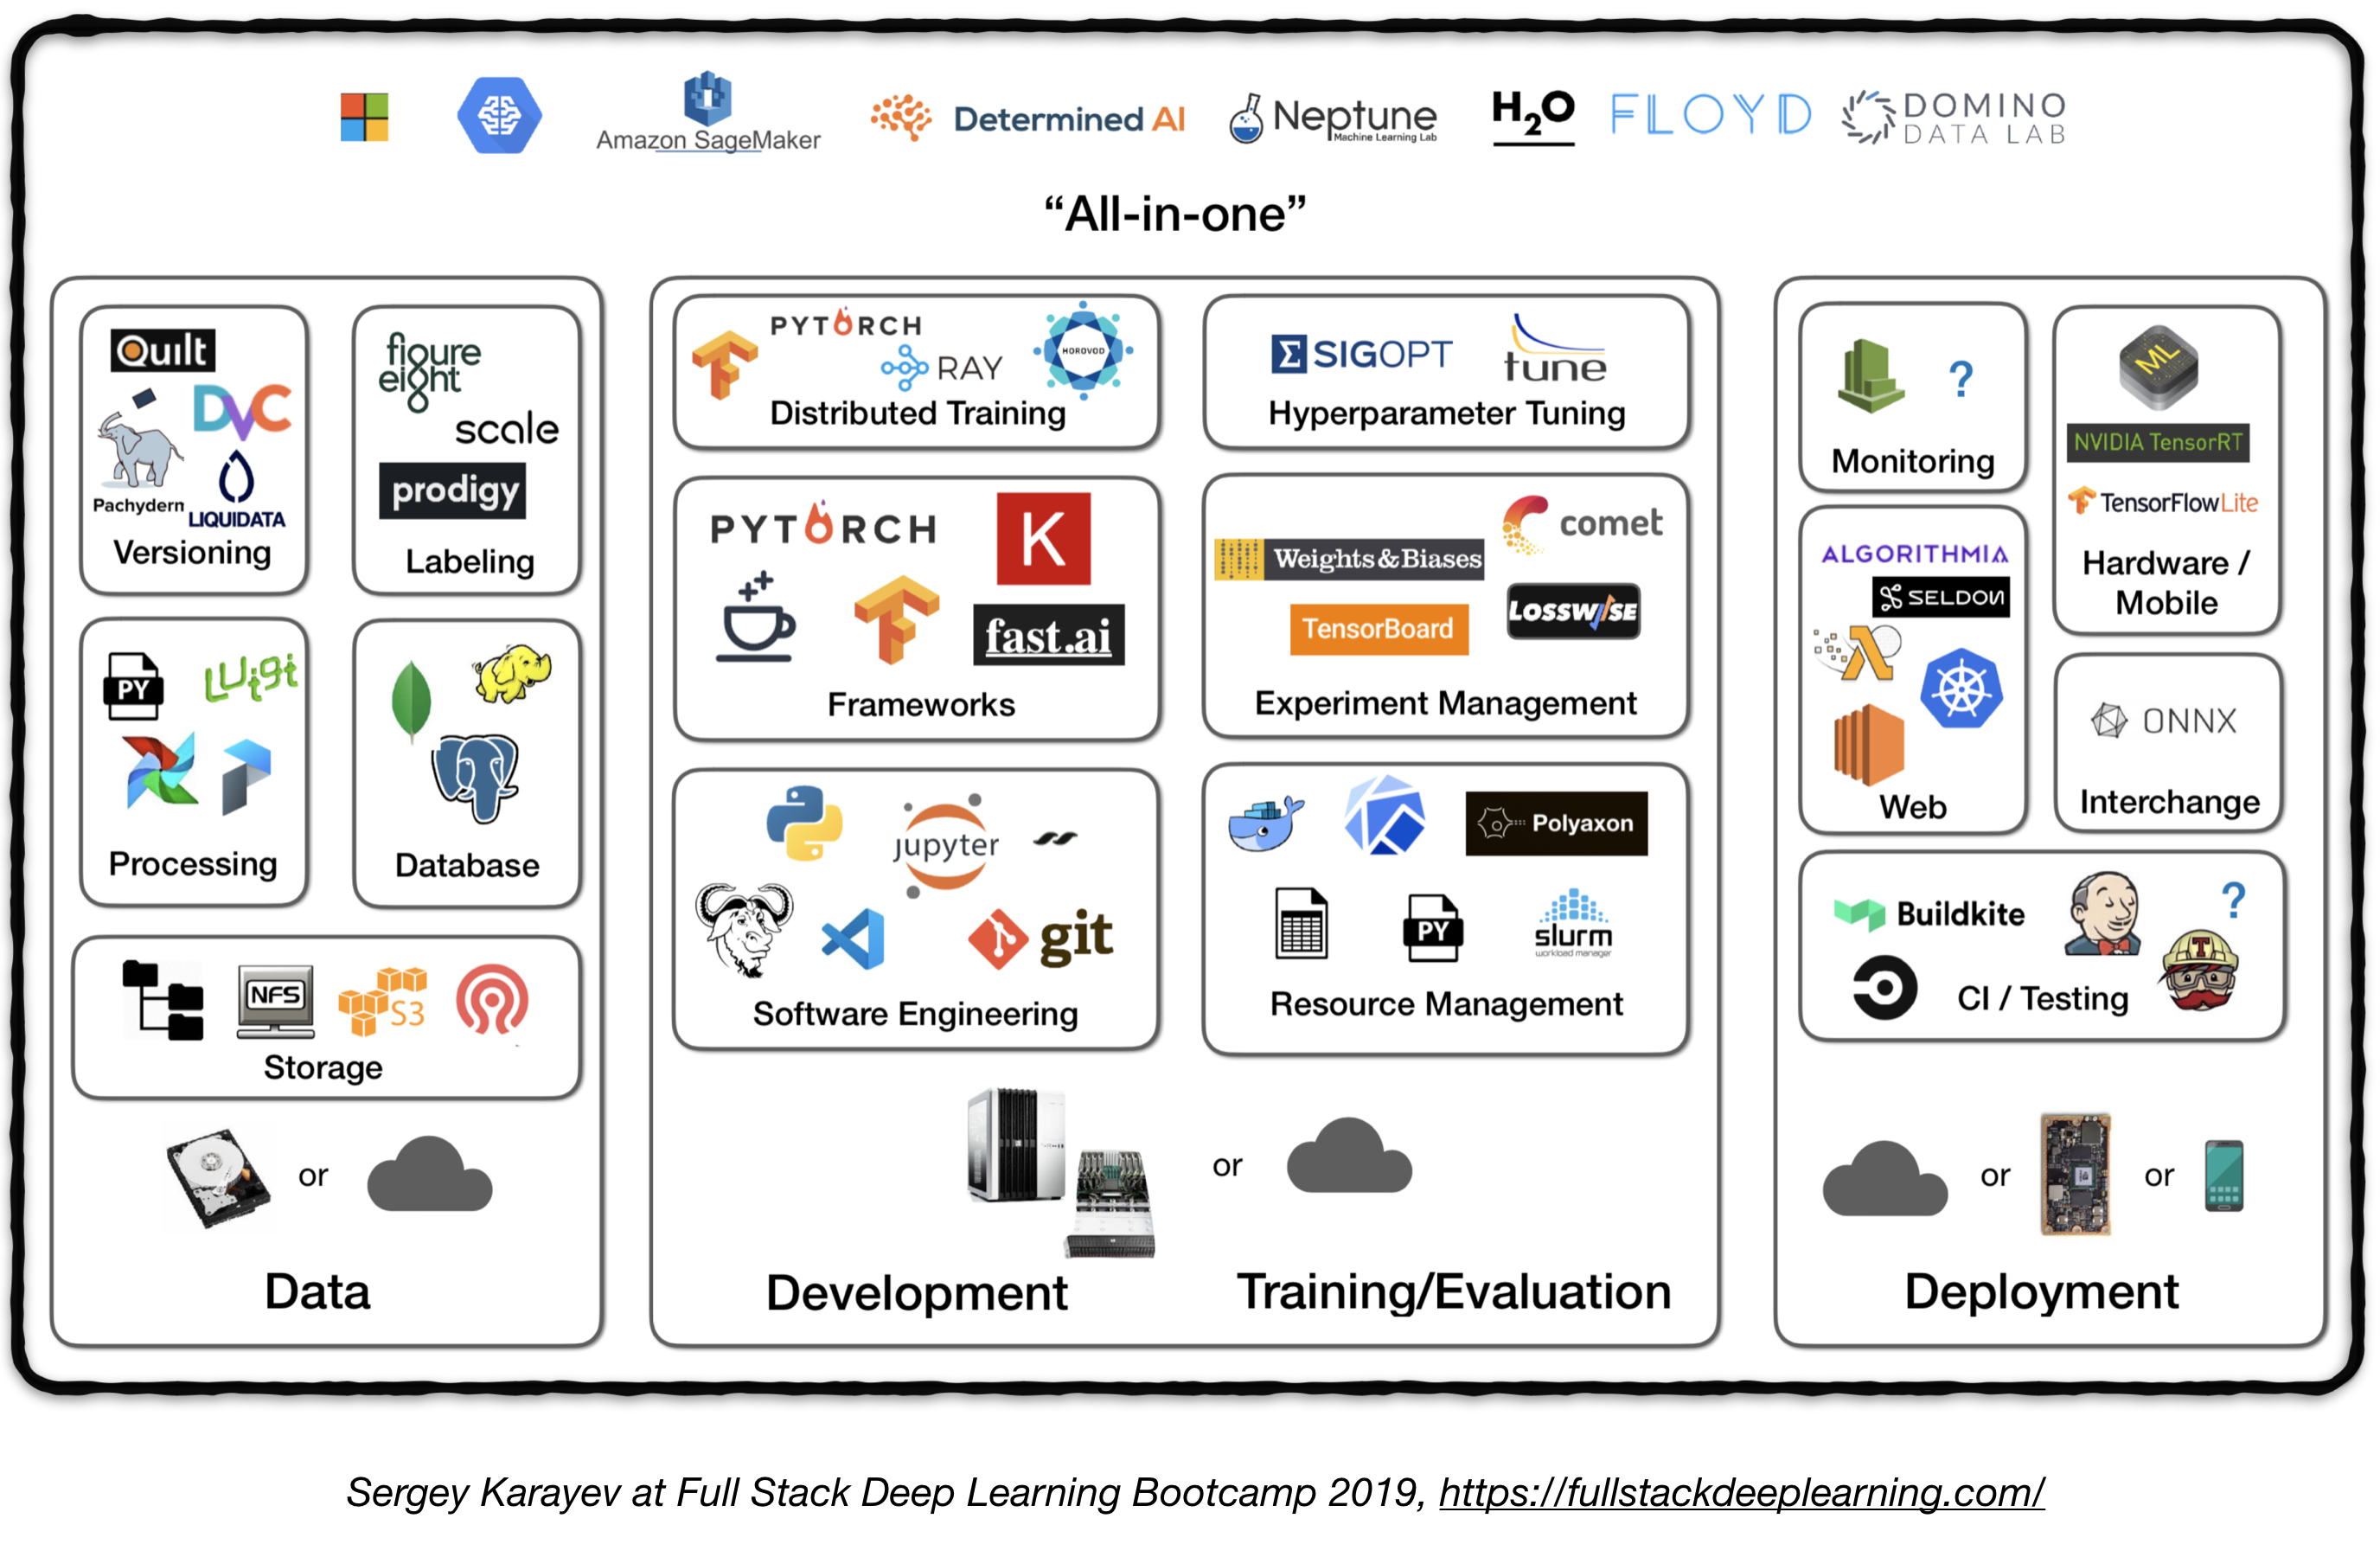 Amazon SageMaker
Determined AI
Neptune
Machine Learning Lab
H2O
FLOYD
DOMINO
DATA LAB
“All-in-one”
Quilt
DVC
Pachydern
LIQUIDATA
Versioning
figure
eight
scale
prodigy
Labeling
PY
Luigi
Processing
Database
NFS
S3
Storage
or
Data
PYTORCH
RAY
HOROVOD
Distributed Training
SIGOPT
tune
Hyperparameter Tuning
PYTORCH
K
fast.ai
Frameworks
comet
Weights & Biases
LOSSWISE
TensorBoard
Experiment Management
jupyter
git
Software Engineering
Polyaxon
PY
slurm
workload manager
Resource Management
or
Development
Training/Evaluation
?
Monitoring
ML
NVIDIA TensorRT
TensorFlowLite
Hardware /
Mobile
ALGORITHMIA
SELDON
Web
ONNX
Interchange
Buildkite
?
T
CI / Testing
or
or
Deployment
Sergey Karayev at Full Stack Deep Learning Bootcamp 2019, https://fullstackdeeplearning.com/